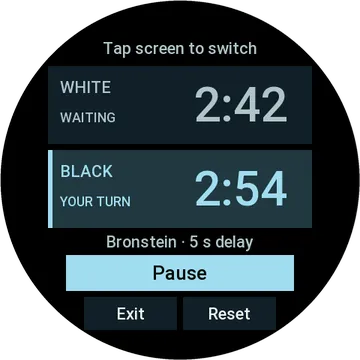 Tap screen to switch
WHITE
WAITING
2:42
BLACK
YOUR TURN
2:54
Bronstein · 5 s delay
Pause
Exit
Reset